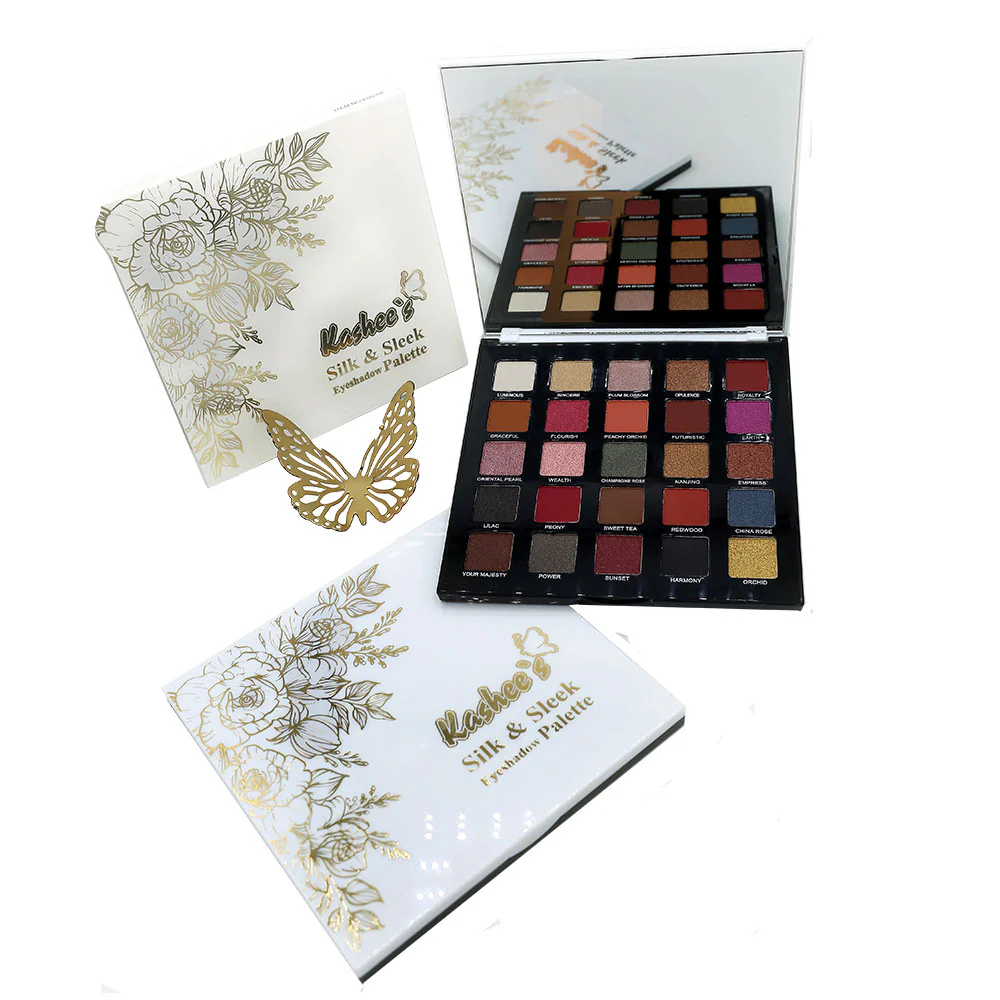 Kashee`s
Silk & Sleek
Eyeshadow Palette
LUMINOUS
SINCERE
PLUM BLOSSOM
OPULENCE
ROYALTY
GRACEFUL
FLOURISH
PEACHY ORCHID
FUTURISTIC
EARTH
ORIENTAL PEARL
WEALTH
CHAMPAGNE ROSE
NANJING
EMPRESS
LILAC
PEONY
SWEET TEA
REDWOOD
CHINA ROSE
YOUR MAJESTY
POWER
SUNSET
HARMONY
ORCHID
Kashee`s
Silk & Sleek
Eyeshadow Palette